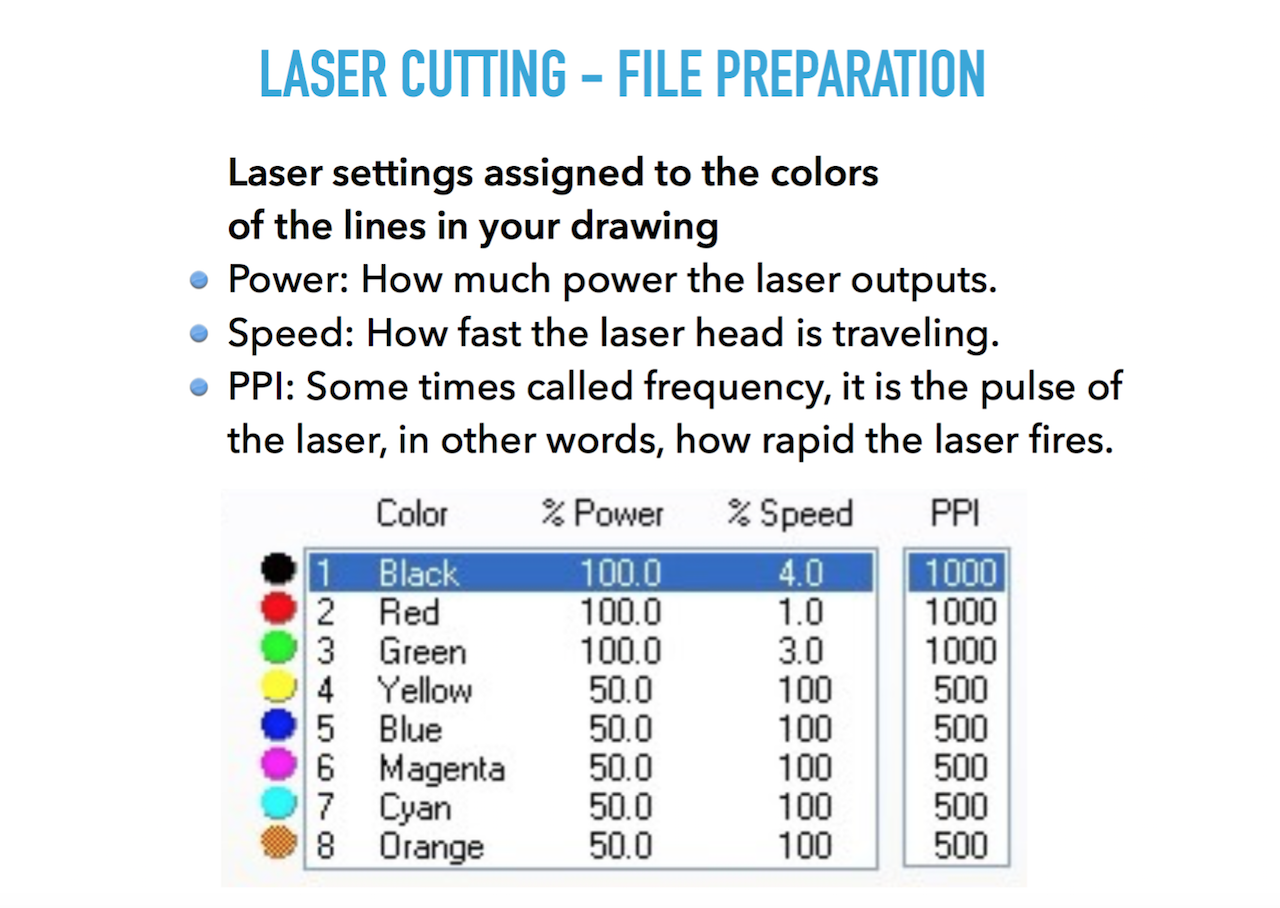 LASER CUTTING – FILE PREPARATION
Laser settings assigned to the colors
of the lines in your drawing
Power: How much power the laser outputs.
Speed: How fast the laser head is traveling.
PPI: Some times called frequency, it is the pulse of
the laser, in other words, how rapid the laser fires.
Color % Power % Speed PPI
1 Black 100.0 4.0 1000
2 Red 100.0 1.0 1000
3 Green 100.0 3.0 1000
4 Yellow 50.0 100 500
5 Blue 50.0 100 500
6 Magenta 50.0 100 500
7 Cyan 50.0 100 500
8 Orange 50.0 100 500